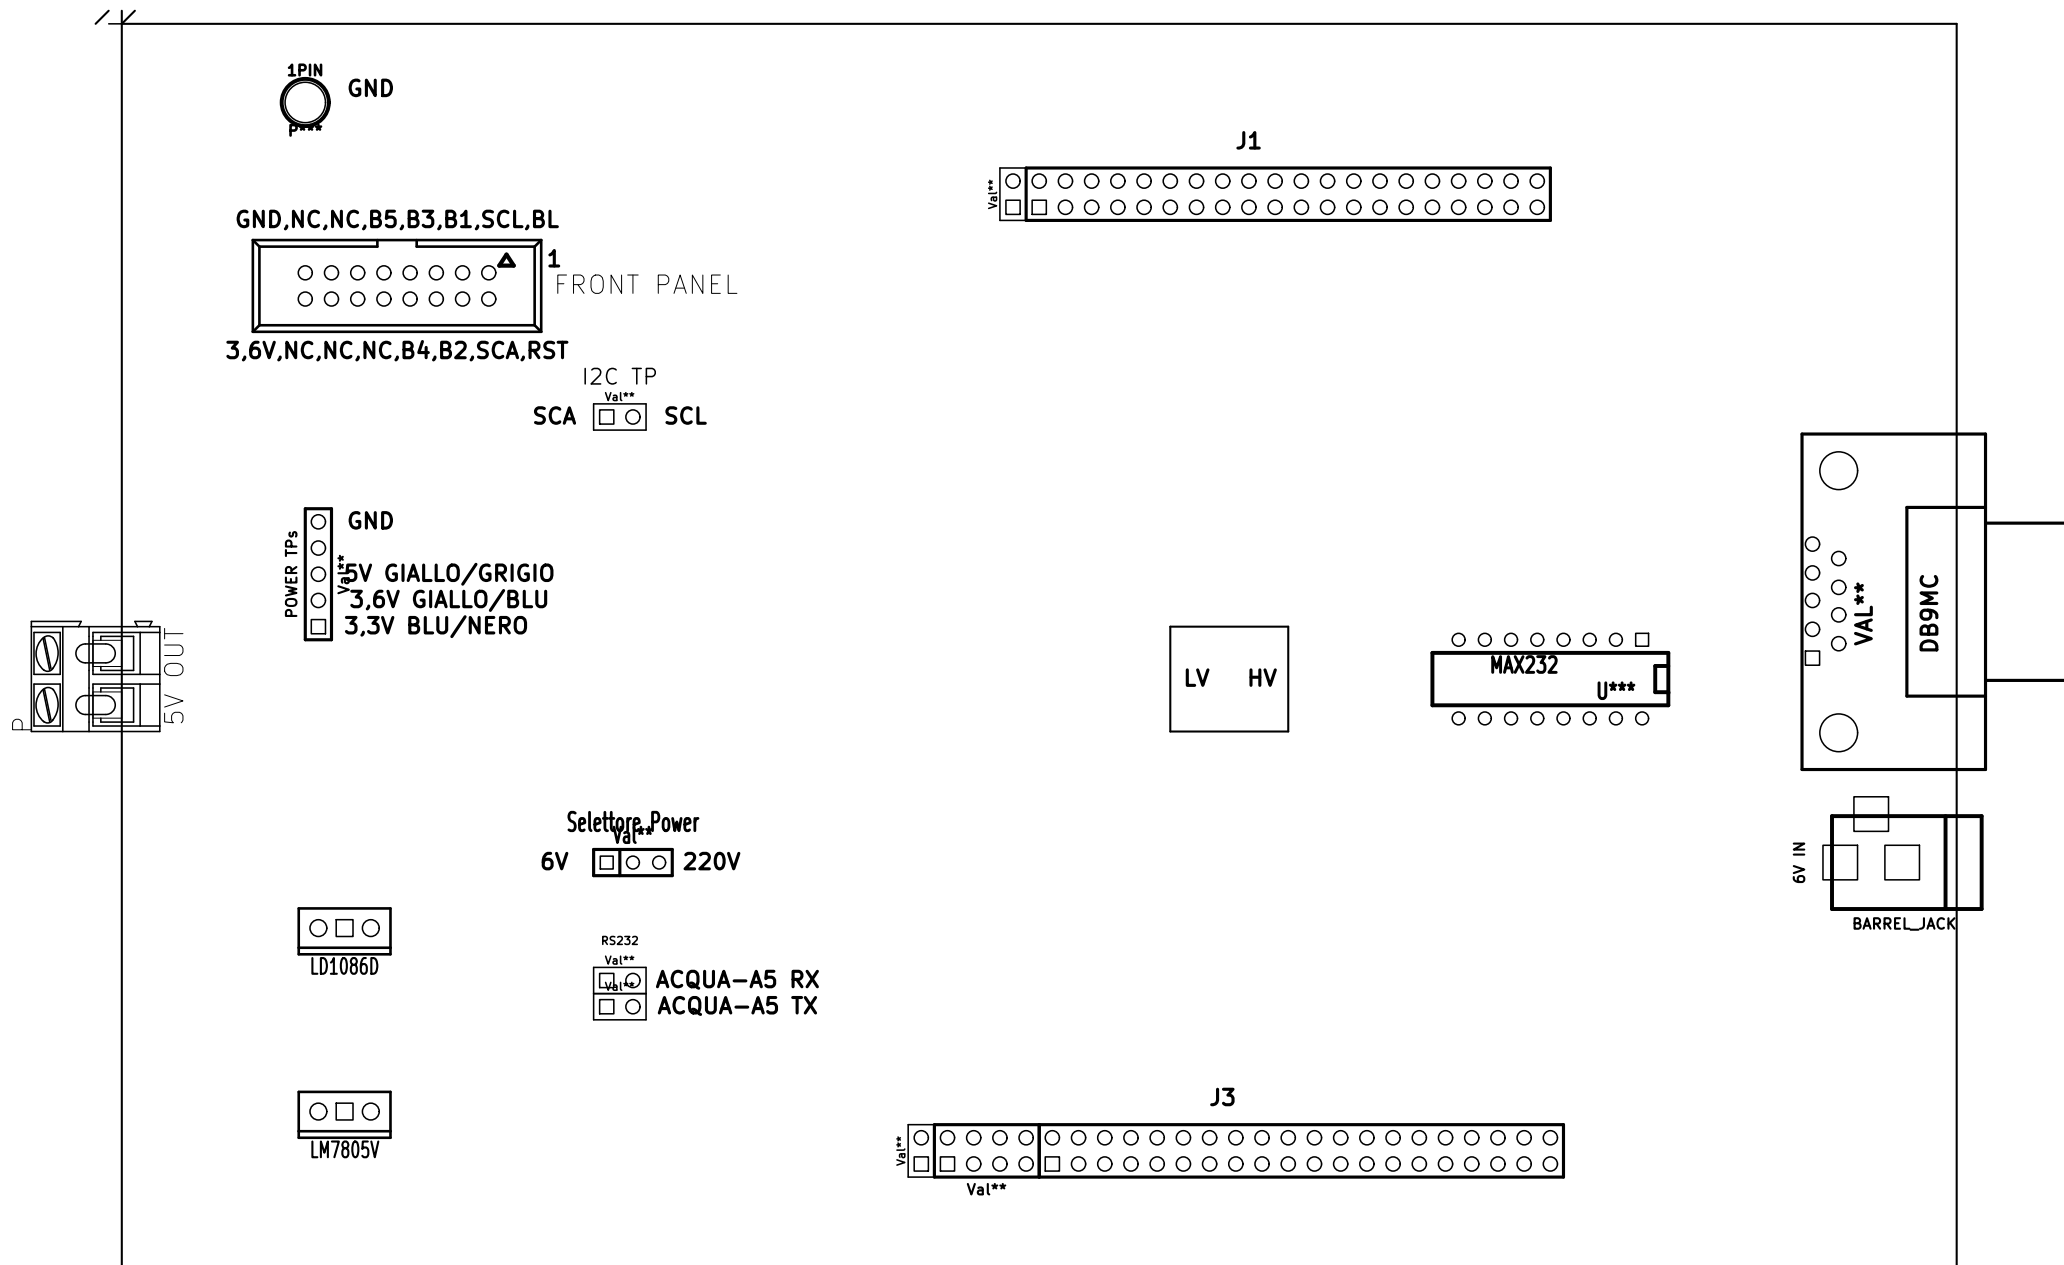 1PIN
GND
P***
J1
Val**
GND,NC,NC,B5,B3,B1,SCL,BL
1
FRONT PANEL
3,6V,NC,NC,NC,B4,B2,SCA,RST
I2C TP
Val**
SCA
SCL
POWER TPs
Val**
GND
5V GIALLO/GRIGIO
3,6V GIALLO/BLU
3,3V BLU/NERO
5V OUT
P
LV
HV
MAX232
U***
VAL**
DB9MC
Selettore Power
Val**
6V
220V
6V IN
BARREL_JACK
LD1086D
RS232
Val**
ACQUA-A5 RX
Val**
ACQUA-A5 TX
LM7805V
J3
Val**
Val**